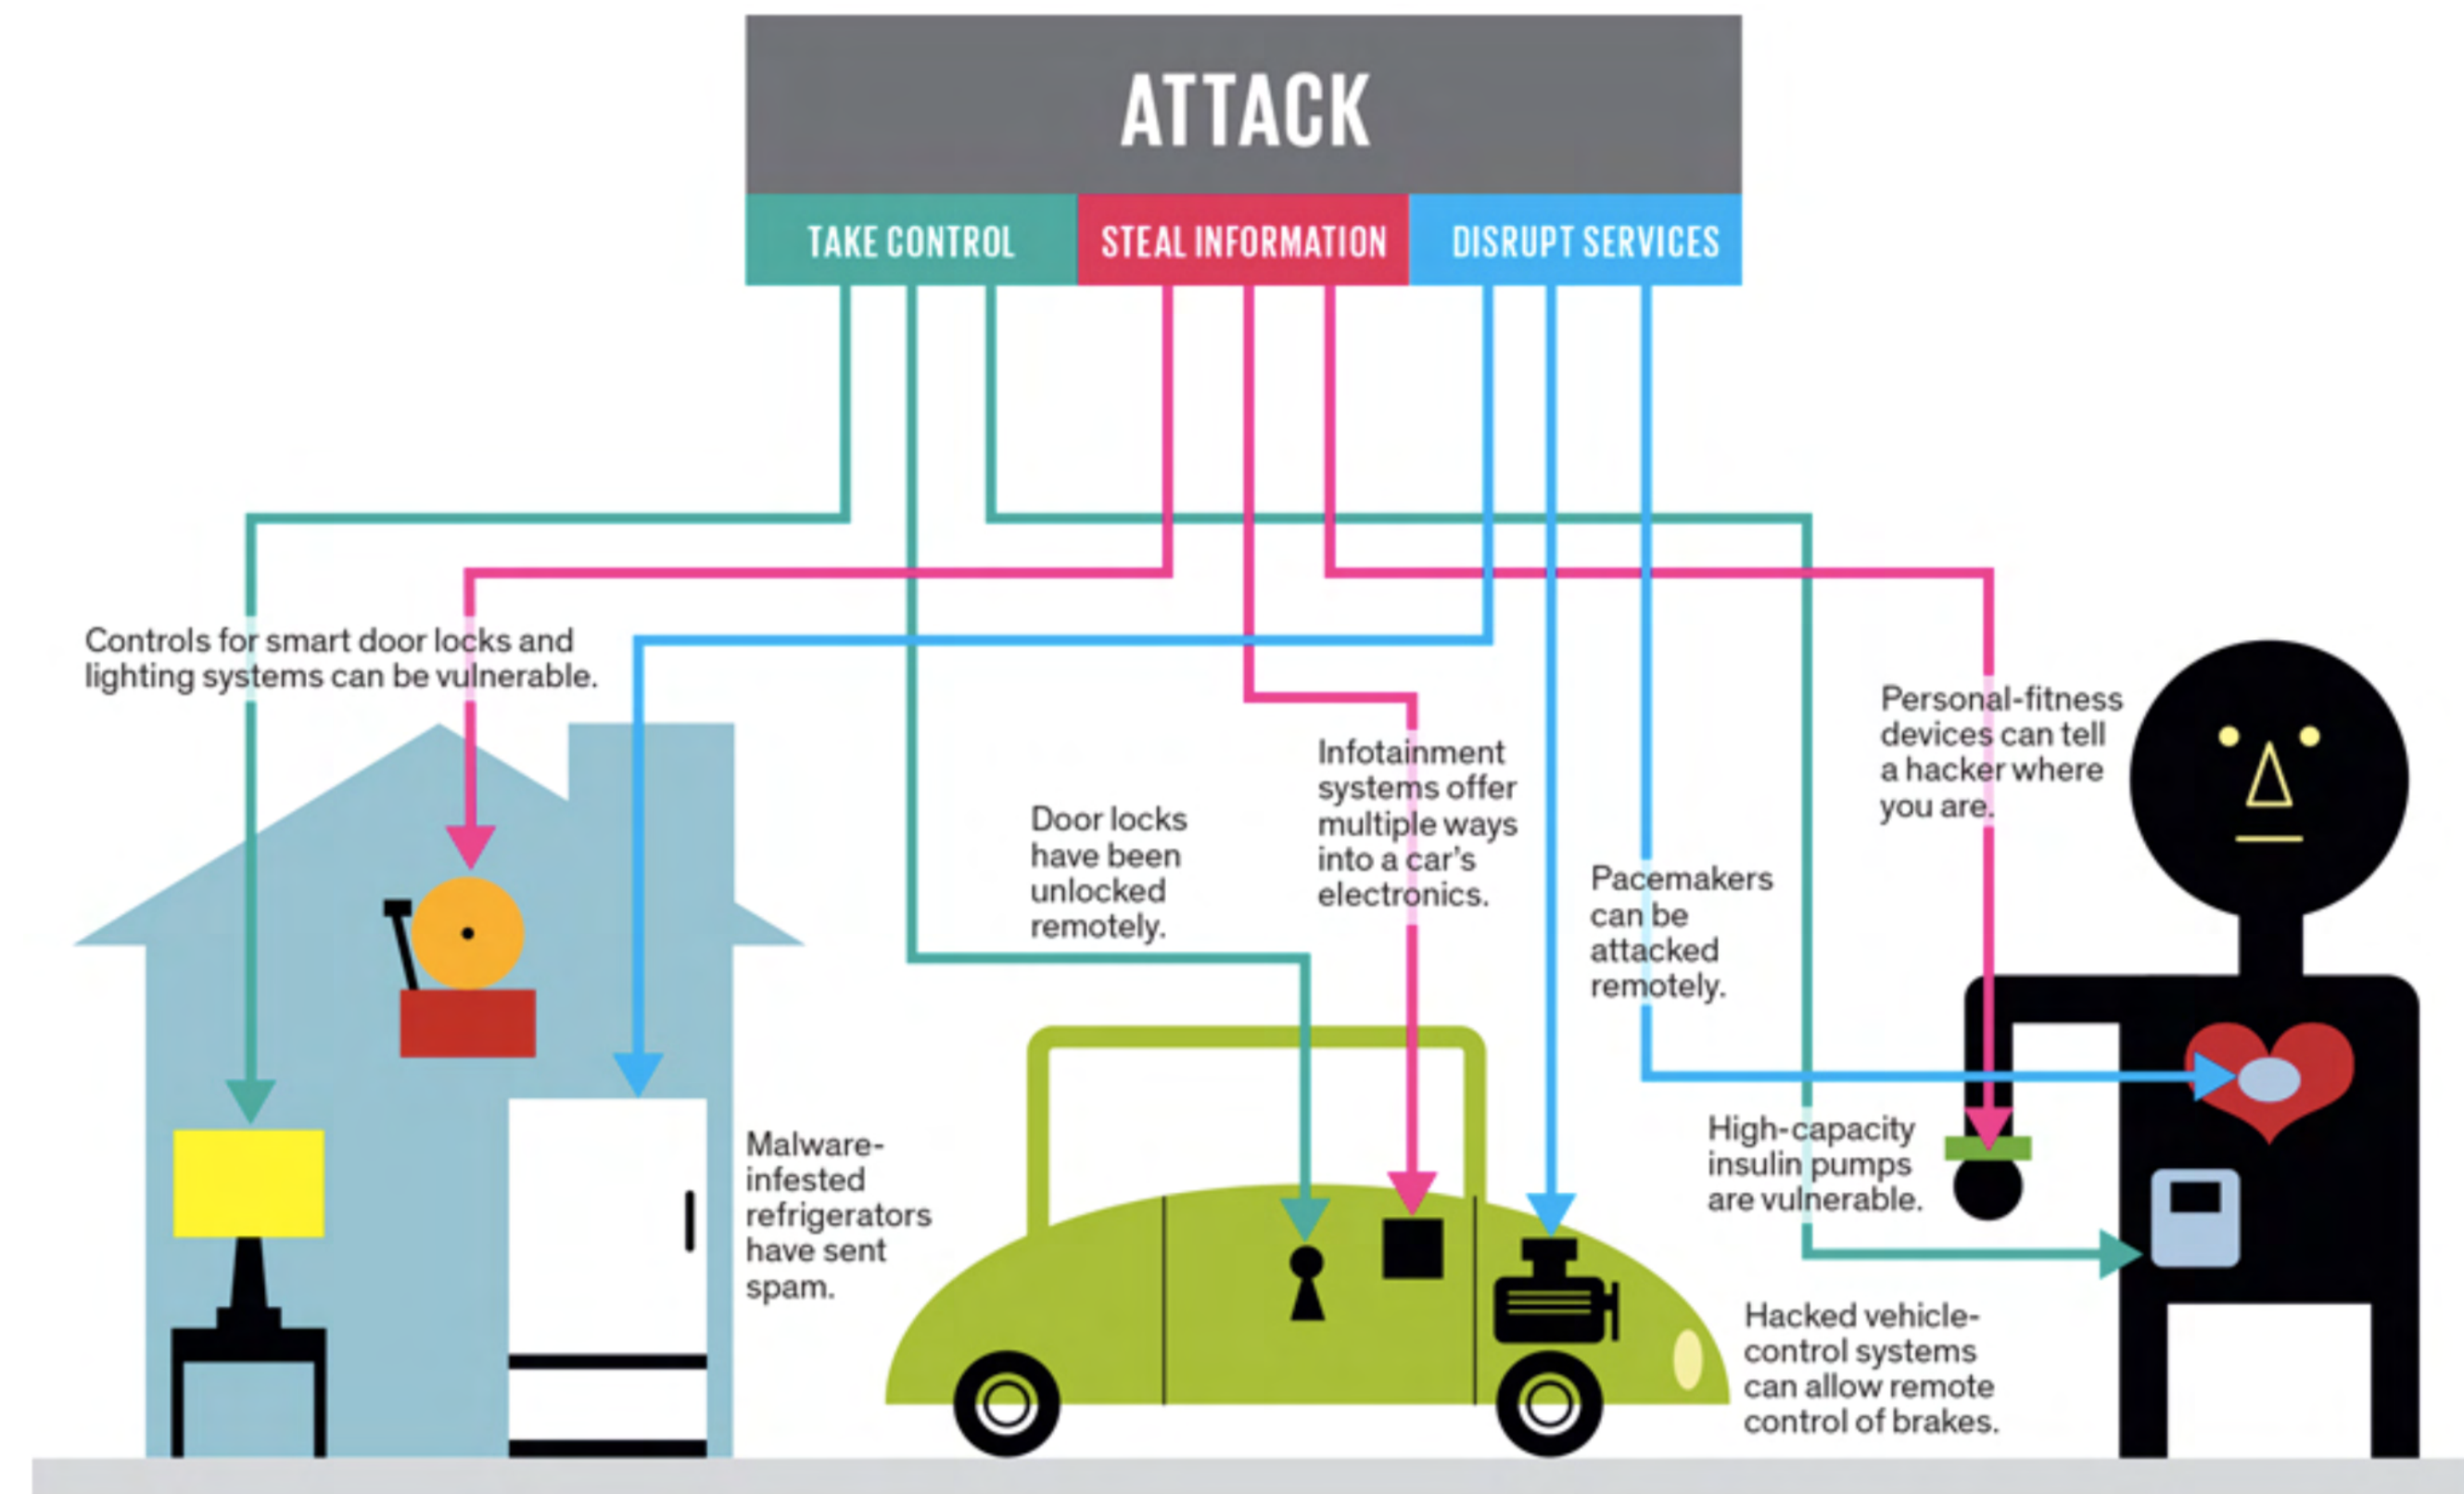 ATTACK
TAKE CONTROL
STEAL INFORMATION
DISRUPT SERVICES
Controls for smart door locks and
lighting systems can be vulnerable.
Malware-
infested
refrigerators
have sent
spam.
Door locks
have been
unlocked
remotely.
Infotainment
systems offer
multiple ways
into a car's
electronics.
Pacemakers
can be
attacked
remotely.
Personal-fitness
devices can tell
a hacker where
you are.
High-capacity
insulin pumps
are vulnerable.
Hacked vehicle-
control systems
can allow remote
control of brakes.